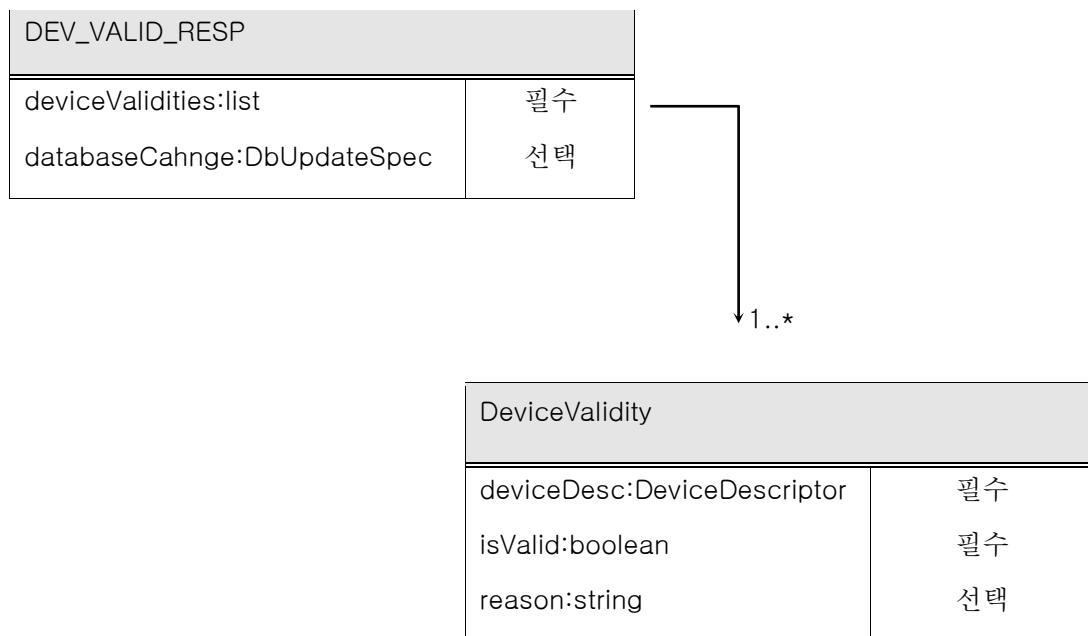 DEV_VALID_RESP
deviceValidities:list 필수
databaseCahnge:DbUpdateSpec 선택
1..*
DeviceValidity
deviceDesc:DeviceDescriptor 필수
isValid:boolean 필수
reason:string 선택